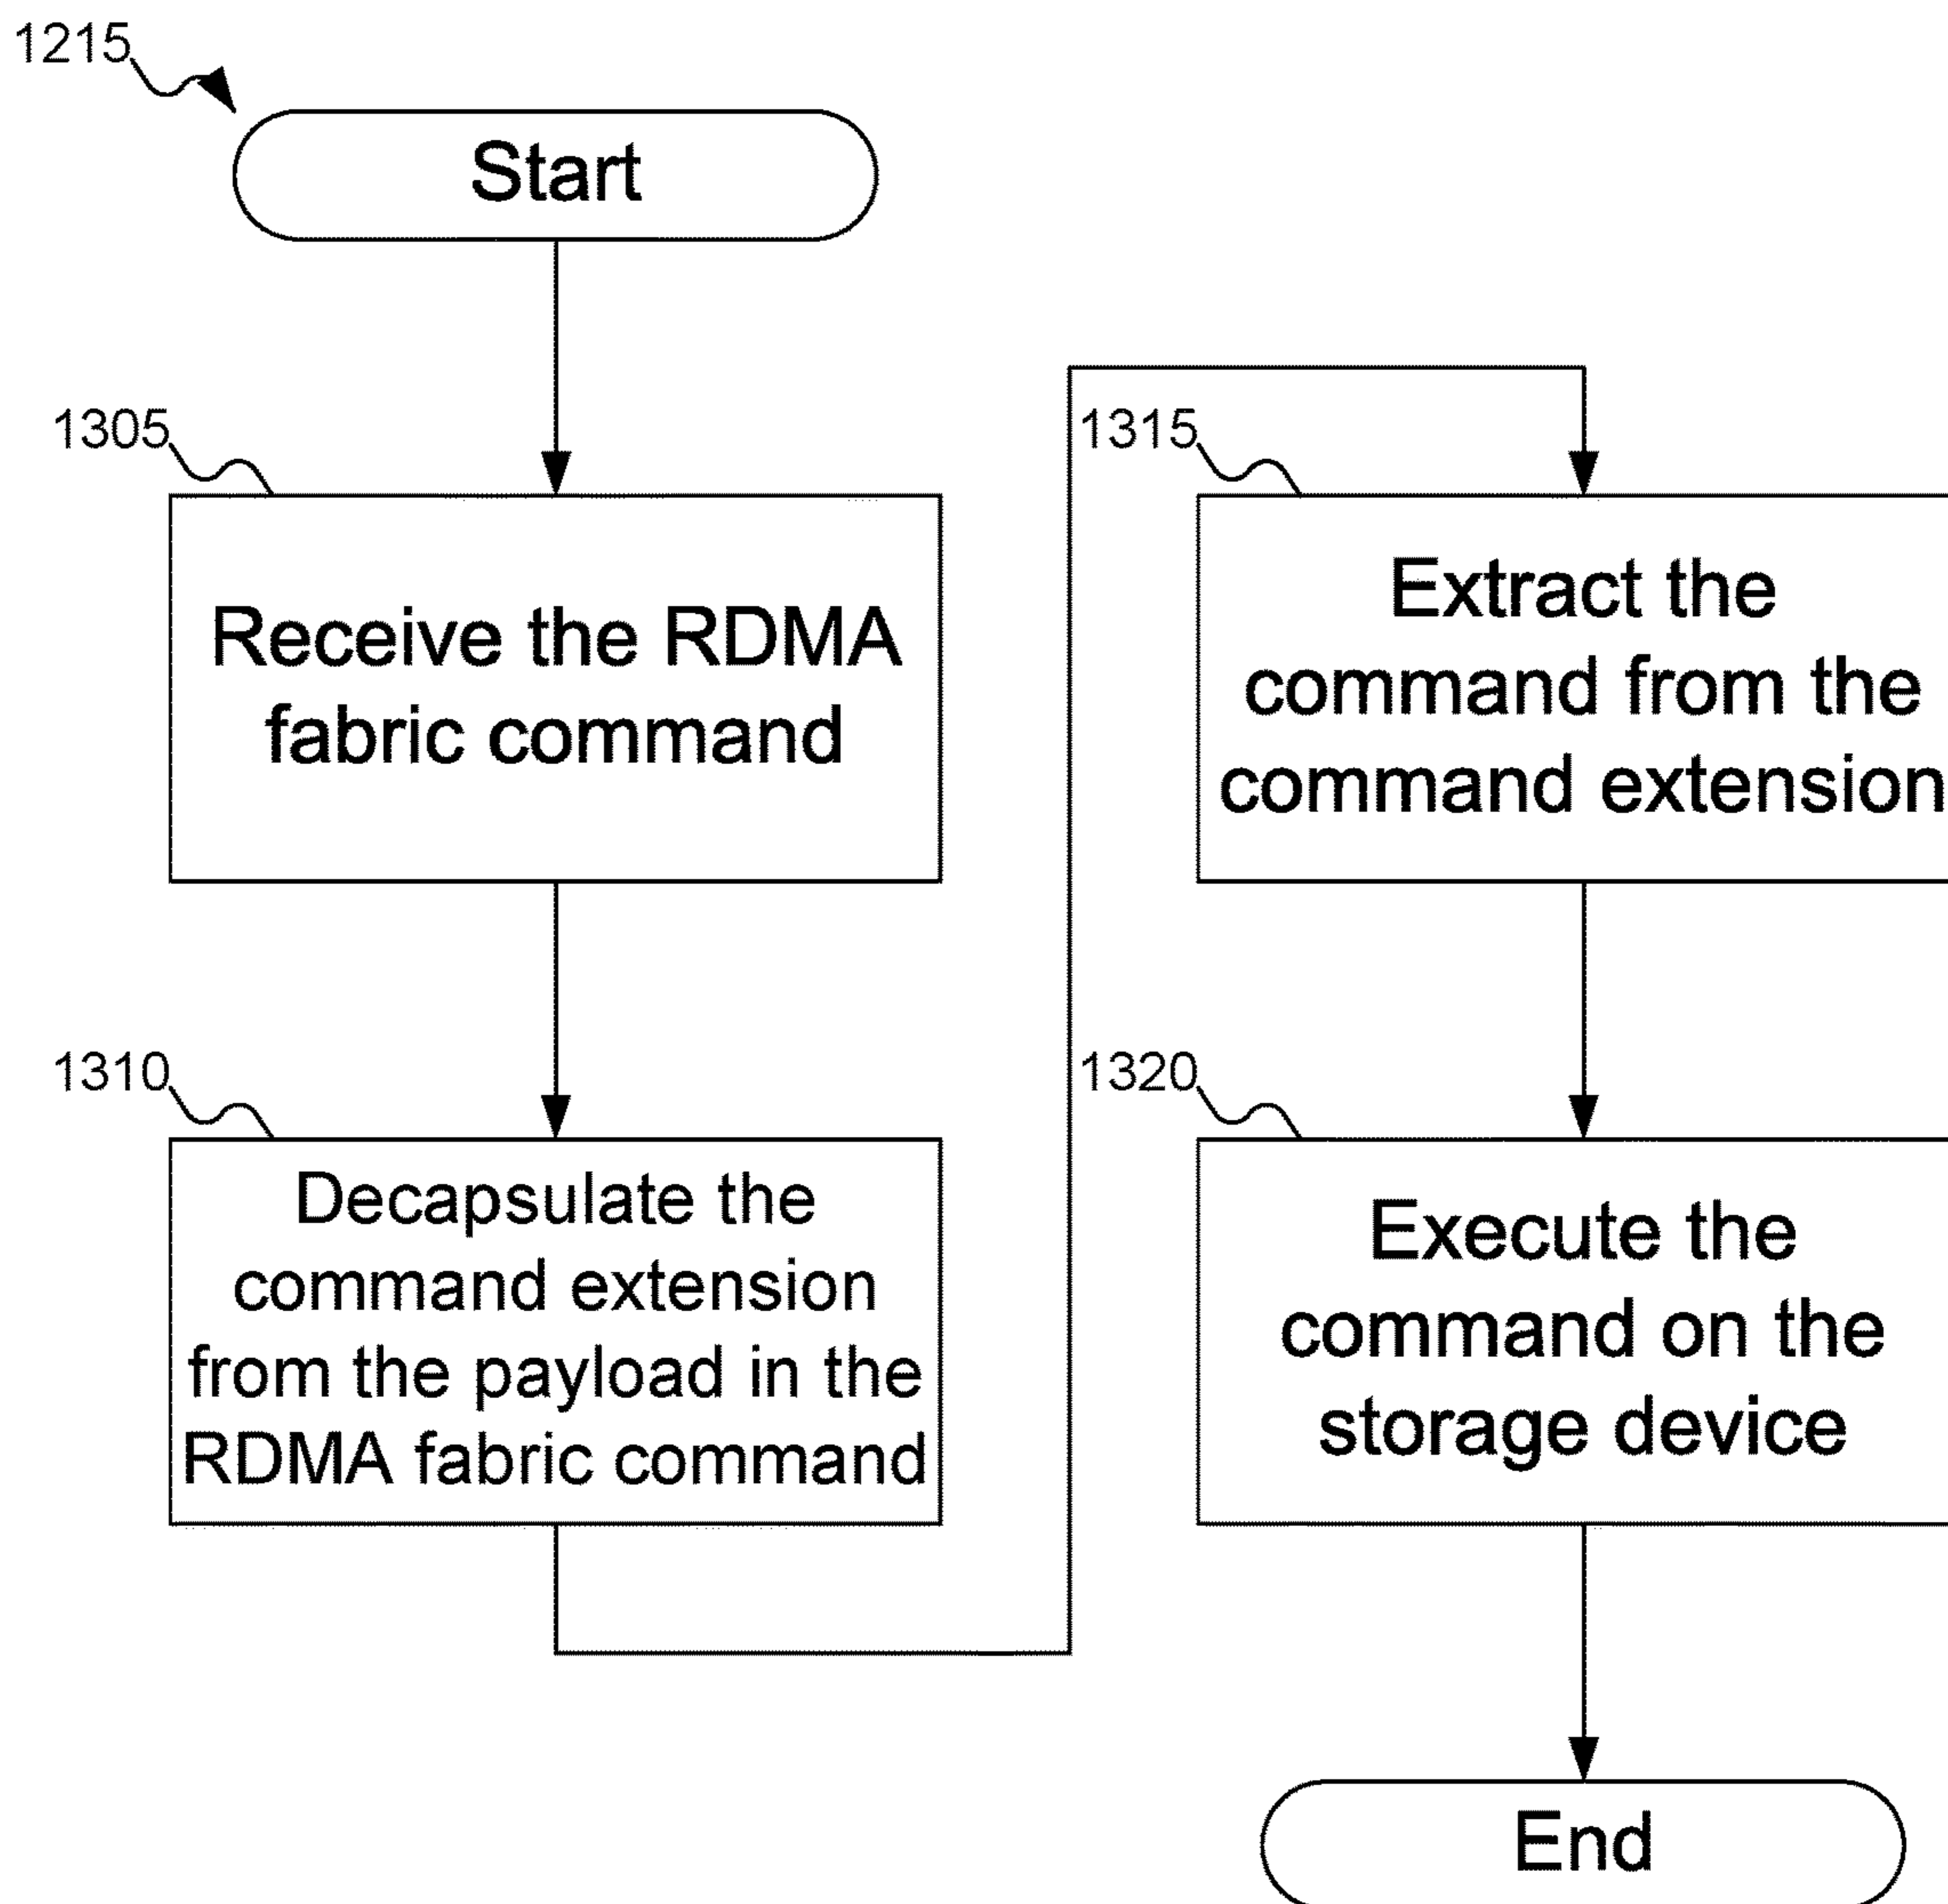 1215
Start
1305
Receive the RDMA
fabric command
1310
Decapsulate the
command extension
from the payload in the
RDMA fabric command
1315
Extract the
command from the
command extension
1320
Execute the
command on the
storage device
End